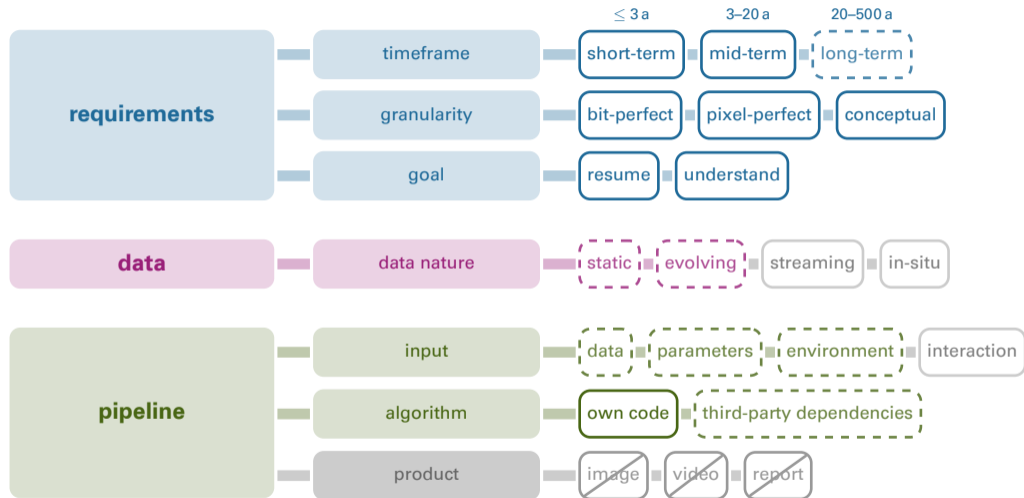 ≤ 3 a 3–20 a 20–500 a
requirements timeframe short-term mid-term long-term
granularity bit-perfect pixel-perfect conceptual
goal resume understand
data data nature static evolving streaming in-situ
pipeline input data parameters environment interaction
algorithm own code third-party dependencies
product image video report